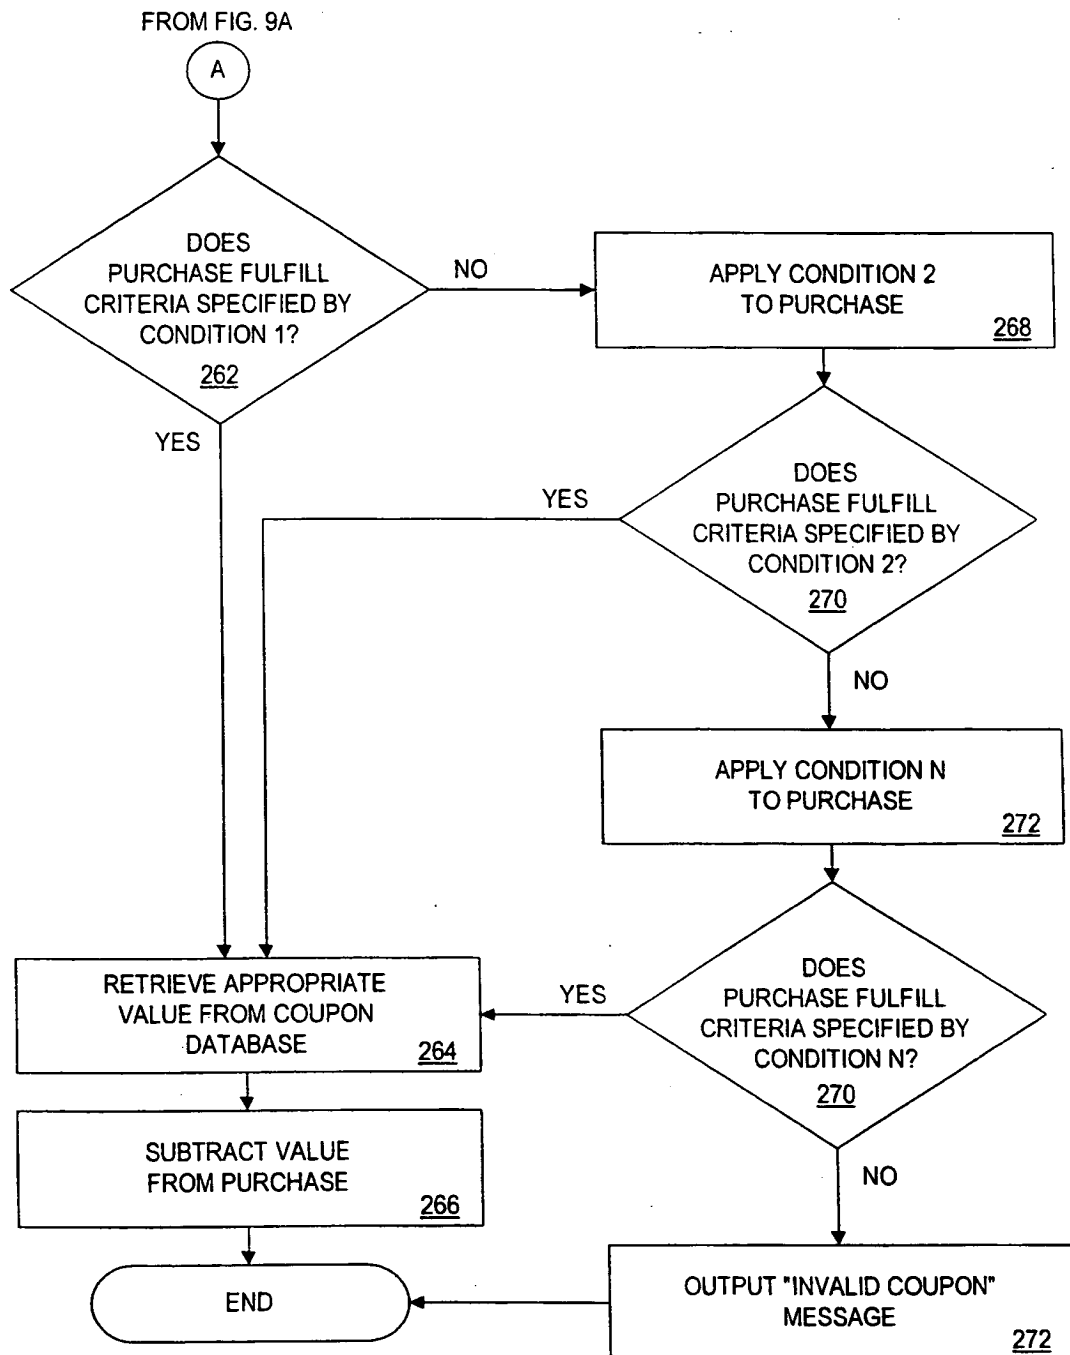 FROM FIG. 9A
A
DOES
PURCHASE FULFILL
CRITERIA SPECIFIED BY
CONDITION 1?
262
NO
YES
APPLY CONDITION 2
TO PURCHASE
268
DOES
PURCHASE FULFILL
CRITERIA SPECIFIED BY
CONDITION 2?
270
YES
NO
APPLY CONDITION N
TO PURCHASE
272
DOES
PURCHASE FULFILL
CRITERIA SPECIFIED BY
CONDITION N?
270
YES
NO
RETRIEVE APPROPRIATE
VALUE FROM COUPON
DATABASE
264
SUBTRACT VALUE
FROM PURCHASE
266
OUTPUT "INVALID COUPON"
MESSAGE
272
END